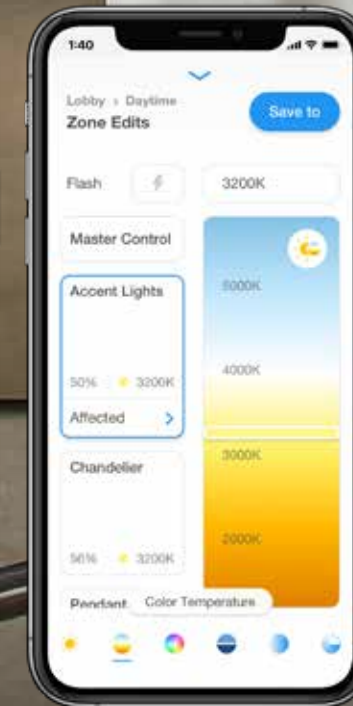 1:40
Lobby > Daytime
Zone Edits
Save to
Flash
3200K
Master Control
Accent Lights
50% 3200K
Affected >
Chandelier
56% 3200K
Pendant
5000K
4000K
3000K
2000K
Color Temperature